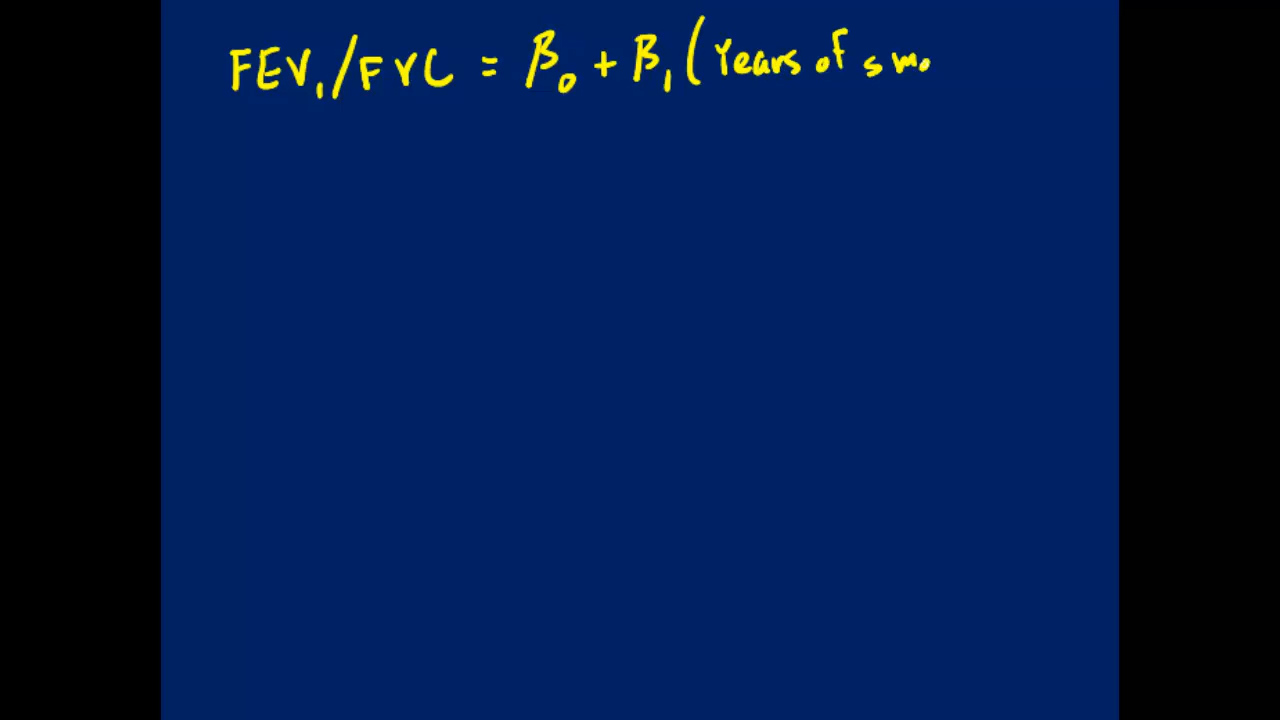 FEV₁/FVC = β₀ + β₁ (Years of smo